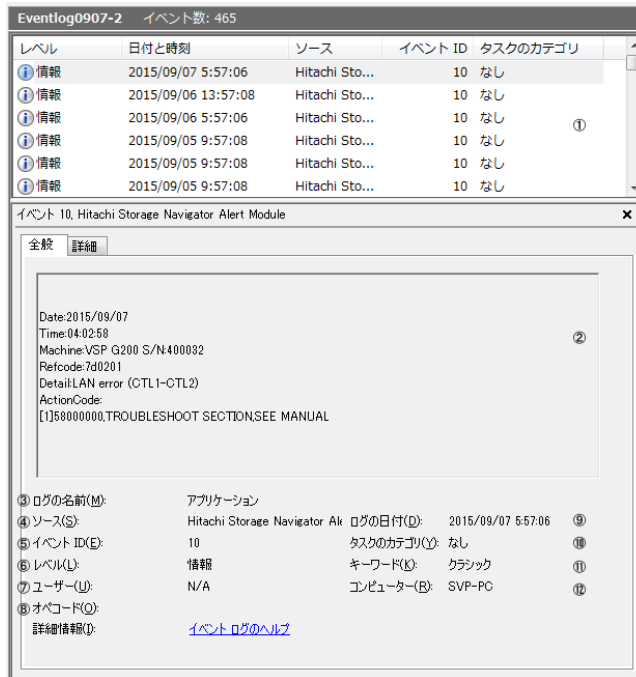 Eventlog0907-2 イベント数: 465
レベル 日付と時刻 ソース イベント ID タスクのカテゴリ
情報 2015/09/07 5:57:06 Hitachi Sto... 10 なし
情報 2015/09/06 13:57:08 Hitachi Sto... 10 なし
情報 2015/09/06 5:57:06 Hitachi Sto... 10 なし ①
情報 2015/09/05 9:57:08 Hitachi Sto... 10 なし
情報 2015/09/05 9:57:08 Hitachi Sto... 10 なし
情報 2015/09/05 9:57:08 Hitachi Sto... 10 なし
イベント 10, Hitachi Storage Navigator Alert Module
全般 詳細
Date:2015/09/07
Time:04:02:58 ②
Machine:VSP G200 S/N:400032
Refcode:7d0201
Detail:LAN error (CTL1-CTL2)
ActionCode:
[1]58000000,TROUBLESHOOT SECTION,SEE MANUAL
③ ログの名前(M): アプリケーション
④ ソース(S): Hitachi Storage Navigator Ale ログの日付(D): 2015/09/07 5:57:06 ⑨
⑤ イベント ID(E): 10 タスクのカテゴリ(Y): なし ⑩
⑥ レベル(L): 情報 キーワード(K): クラシック ⑪
⑦ ユーザー(U): N/A コンピューター(R): SVP-PC ⑫
⑧ オペコード(O):
詳細情報(I): イベント ログのヘルプ